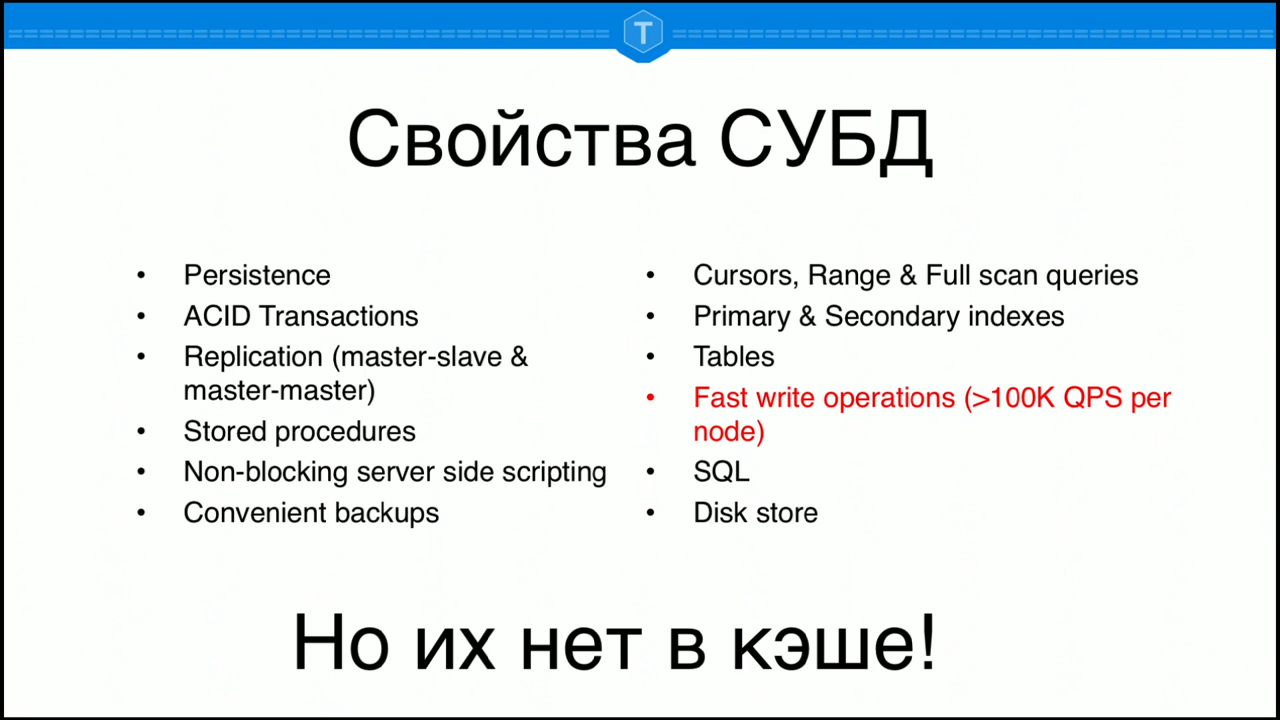 T
Свойства СУБД
• Persistence
• ACID Transactions
• Replication (master-slave &
master-master)
• Stored procedures
• Non-blocking server side scripting
• Convenient backups
• Cursors, Range & Full scan queries
• Primary & Secondary indexes
• Tables
• Fast write operations (>100K QPS per
node)
• SQL
• Disk store
Но их нет в кэше!